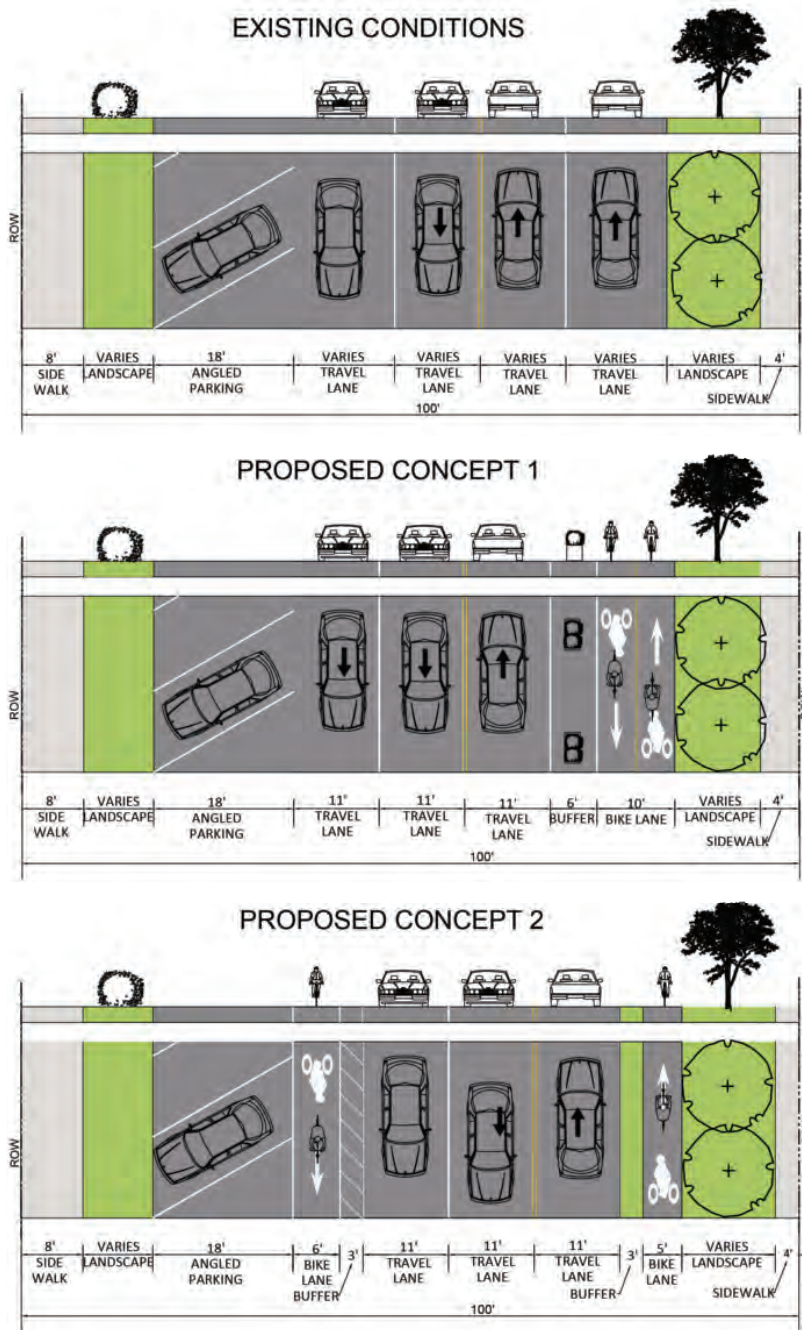 EXISTING CONDITIONS
ROW
8' VARIES 18' VARIES VARIES VARIES VARIES VARIES 4'
SIDE LANDSCAPE ANGLED TRAVEL TRAVEL TRAVEL TRAVEL LANDSCAPE
WALK PARKING LANE LANE LANE LANE SIDEWALK
100'
PROPOSED CONCEPT 1
ROW
8' VARIES 18' 11' 11' 11' 6' 10' VARIES 4'
SIDE LANDSCAPE ANGLED TRAVEL TRAVEL TRAVEL BUFFER BIKE LANE LANDSCAPE
WALK PARKING LANE LANE LANE SIDEWALK
100'
PROPOSED CONCEPT 2
ROW
8' VARIES 18' 6' 3' 11' 11' 11' 3' 5' VARIES 4'
SIDE LANDSCAPE ANGLED BIKE TRAVEL TRAVEL TRAVEL BIKE LANDSCAPE
WALK PARKING LANE LANE LANE LANE LANE SIDEWALK
BUFFER BUFFER
100'